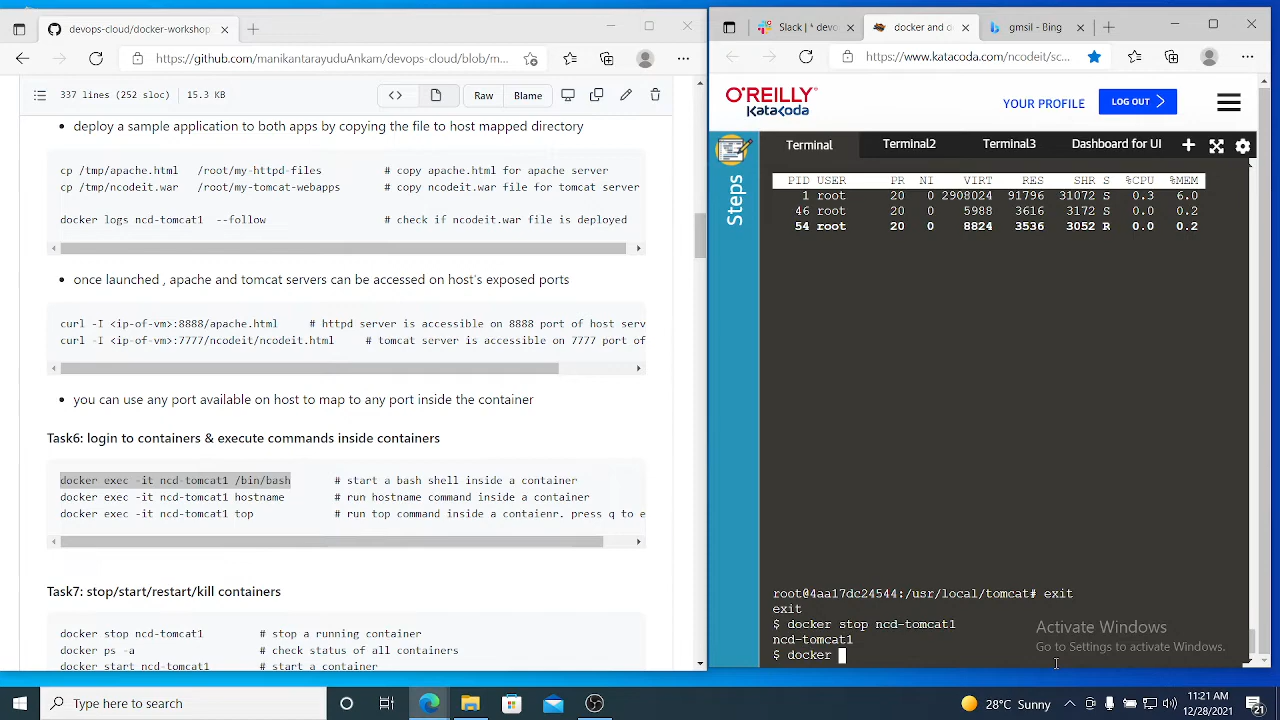 devops-cloud/docker-workshop
https://github.com/manikantarayuduAnkam/devops-cloud/blob/m...
337 lines (252 sloc) 15.3 KB
Raw Blame
deploy a sample application to both apps by copying the file to host mapped directory
cp /tmp/apache.html /root/my-httpd-files # copy apache.html for apache server
cp /tmp/ncodeit.war /root/my-tomcat-webapps # copy ncodeit.war file for tomcat server
docker logs ncd-tomcat1 --follow # check if ncodeit.war file is deployed
once launched , apache and tomcat servers can be accessed on host's exposed ports
curl -I <ip-of-vm>:8888/apache.html # httpd server is accessible on 8888 port of host serv
curl -I <ip-of-vm>:7777/ncodeit/ncodeit.html # tomcat server is accessible on 7777 port of
you can use any port available on host to map to any port inside the container
Task6: login to containers & execute commands inside containers
docker exec -it ncd-tomcat1 /bin/bash # start a bash shell inside a container
docker exec -it ncd-tomcat1 hostname # run hostname command inside a container
docker exec -it ncd-tomcat1 top # run top command inside a contaienr. press q to e
Task7: stop/start/restart/kill containers
docker stop ncd-tomcat1 # stop a running container
docker ps -a # check status of all containers
docker start ncd-tomcat1 # start a container
Slack | * devo
docker and o
gmsil - Bing
https://www.katacoda.com/ncodeit/sc...
O'REILLY
Katakoda
YOUR PROFILE
LOG OUT
Steps
Terminal Terminal2 Terminal3 Dashboard for UI
PID USER PR NI VIRT RES SHR S %CPU %MEM
1 root 20 0 2908024 91796 31072 S 0.3 6.0
46 root 20 0 5988 3616 3172 S 0.0 0.2
54 root 20 0 8824 3536 3052 R 0.0 0.2
root@4aa17dc24544:/usr/local/tomcat# exit
exit
$ docker stop ncd-tomcat1
ncd-tomcat1
$ docker
Activate Windows
Go to Settings to activate Windows.
Type here to search
28°C Sunny
11:21 AM
12/28/2021
21